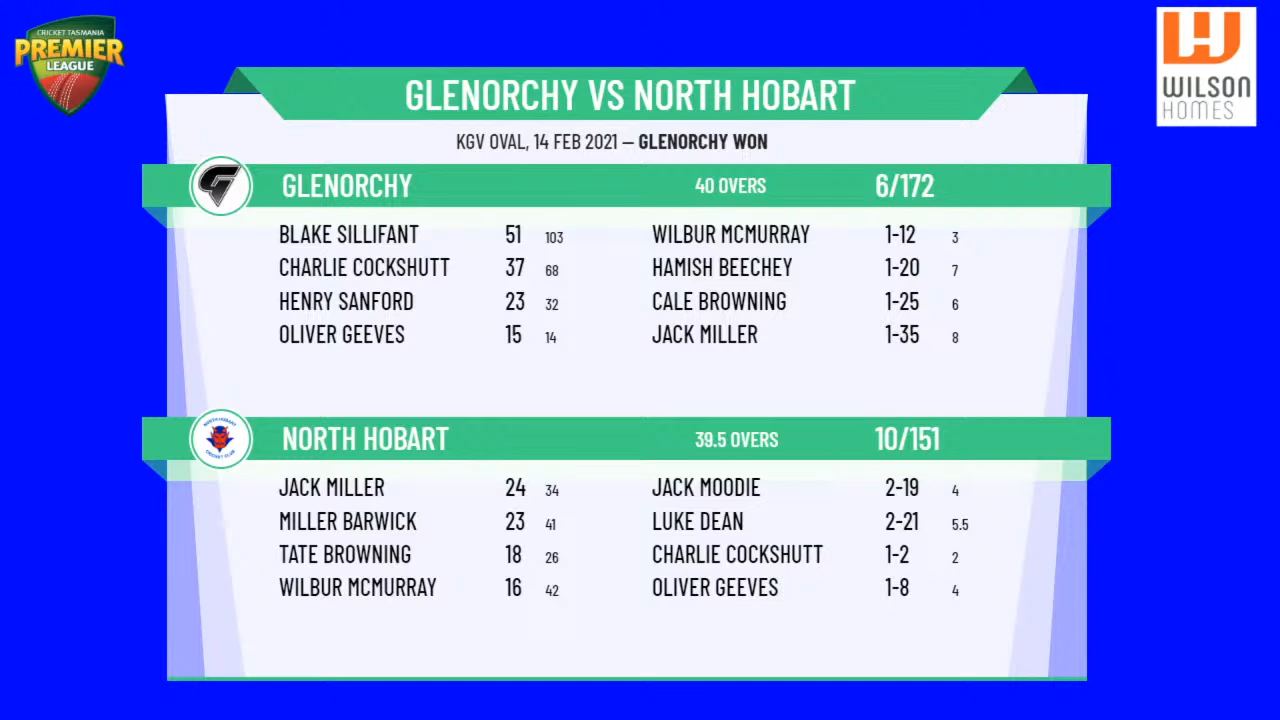 CRICKET TASMANIA
PREMIER
LEAGUE
WILSON
HOMES
GLENORCHY VS NORTH HOBART
KGV OVAL, 14 FEB 2021 – GLENORCHY WON
GLENORCHY 40 OVERS 6/172
BLAKE SILLIFANT 51 103 WILBUR MCMURRAY 1-12 3
CHARLIE COCKSHUTT 37 68 HAMISH BEECHEY 1-20 7
HENRY SANFORD 23 32 CALE BROWNING 1-25 6
OLIVER GEEVES 15 14 JACK MILLER 1-35 8
NORTH HOBART
CRICKET CLUB
NORTH HOBART 39.5 OVERS 10/151
JACK MILLER 24 34 JACK MOODIE 2-19 4
MILLER BARWICK 23 41 LUKE DEAN 2-21 5.5
TATE BROWNING 18 26 CHARLIE COCKSHUTT 1-2 2
WILBUR MCMURRAY 16 42 OLIVER GEEVES 1-8 4